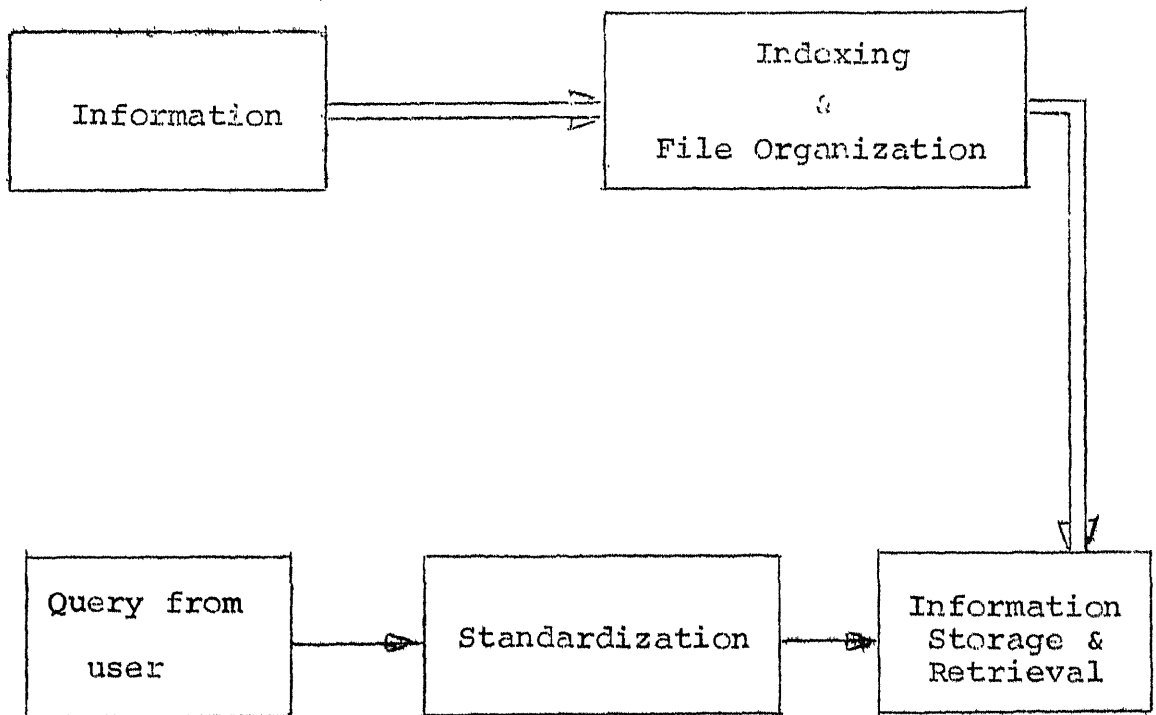 Information
Indexing
&
File Organization
Query from
user
Standardization
Information
Storage &
Retrieval